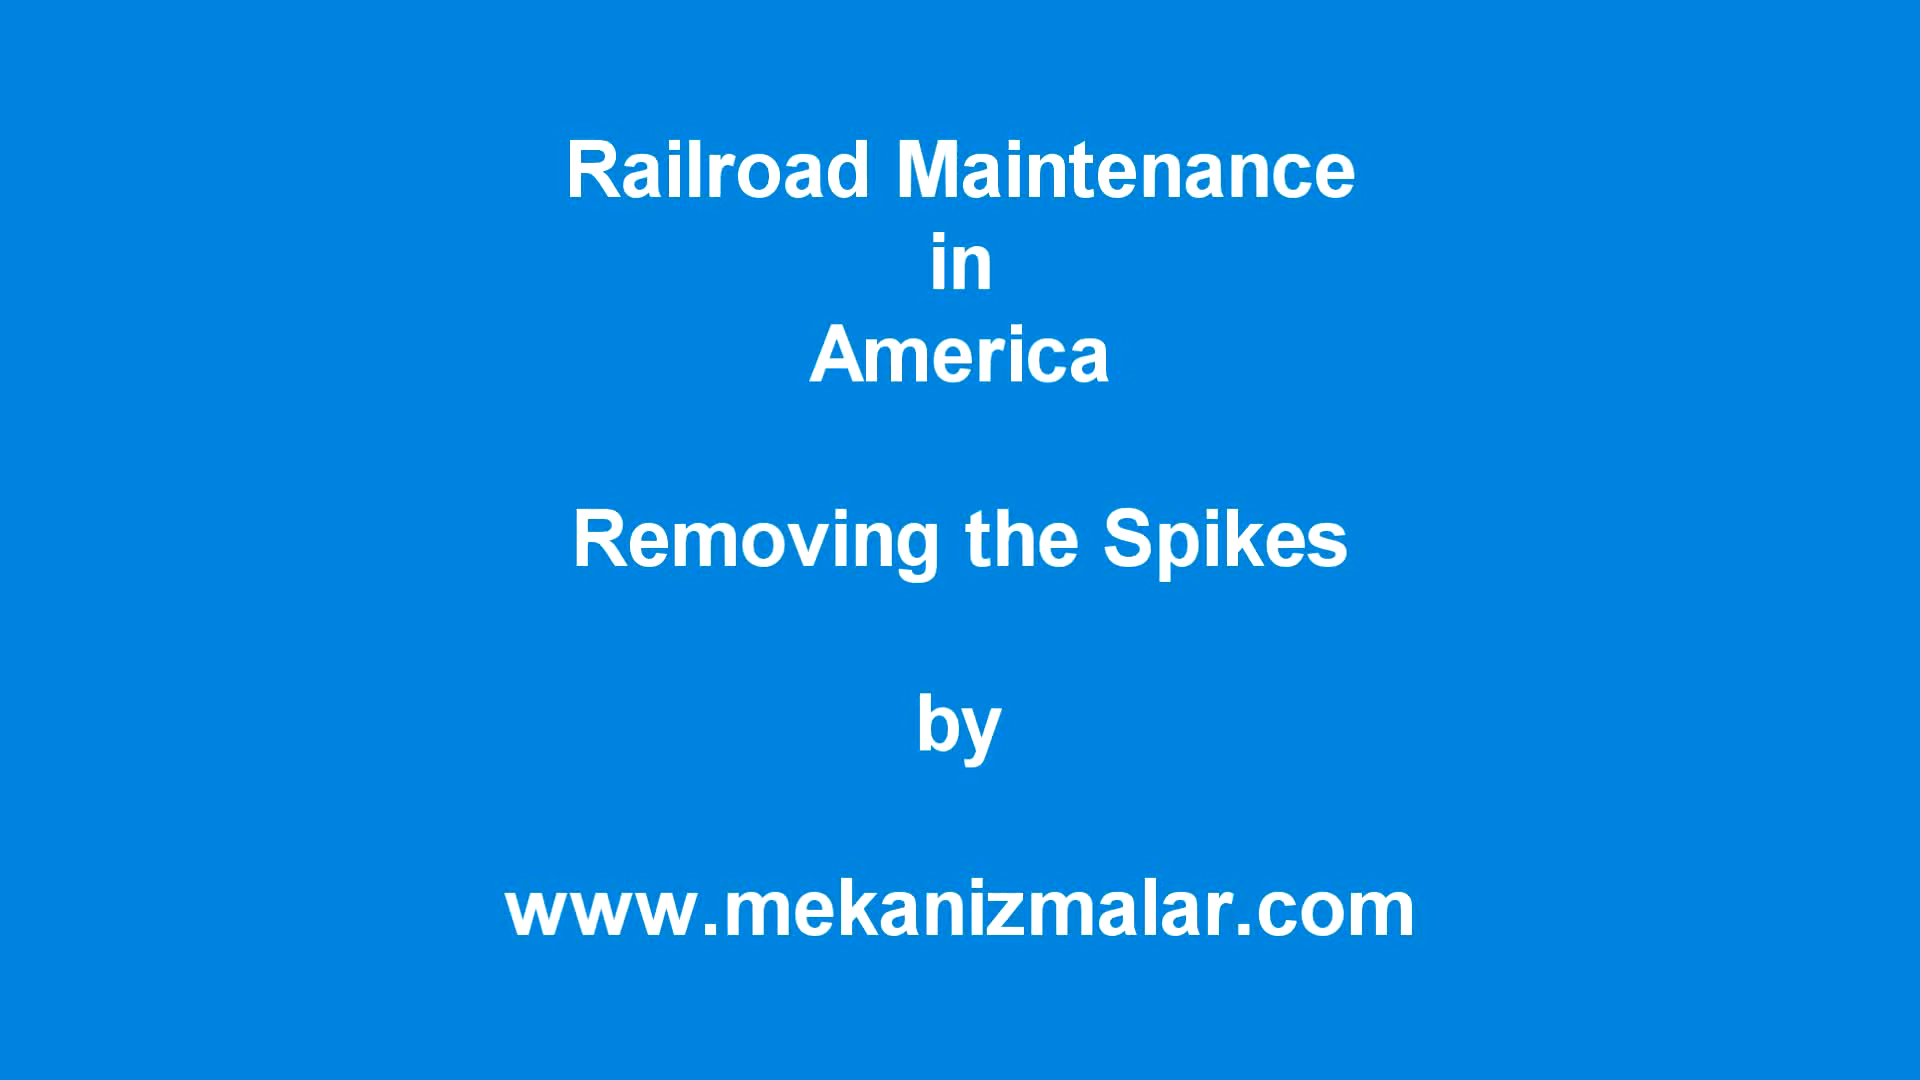 Railroad Maintenance
in
America
Removing the Spikes
by
www.mekanizmalar.com